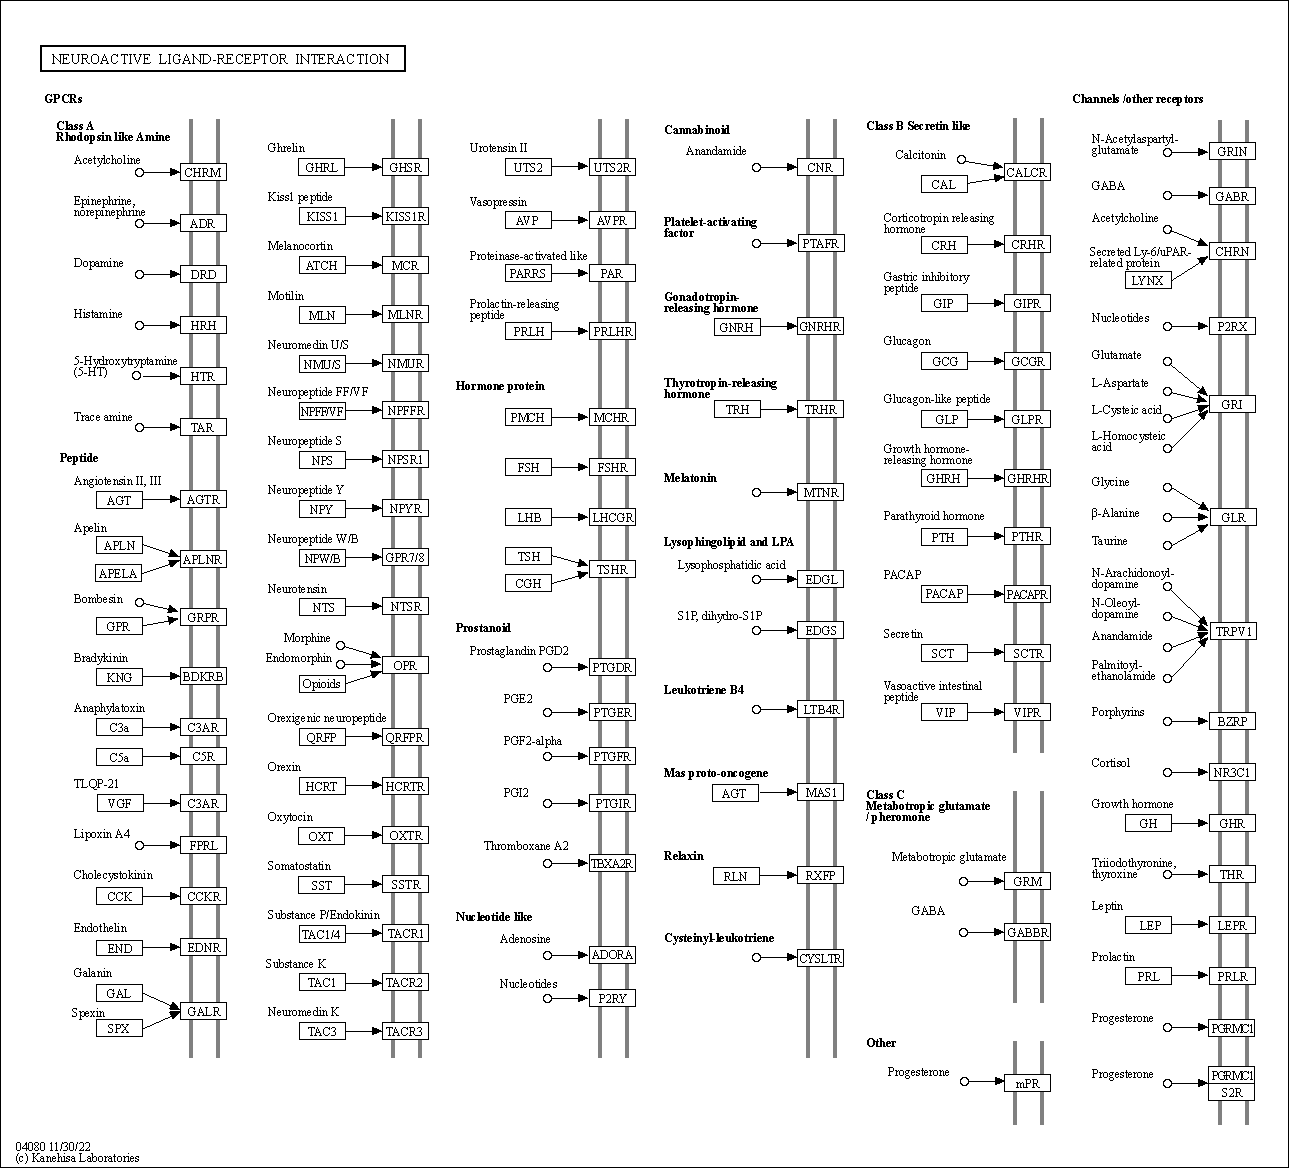 NEUROACTIVE LIGAND-RECEPTOR INTERACTION
GPCRs
Class A
Rhodopsin like Amine
Acetylcholine
CHRM
Epinephrine,
norepinephrine
ADR
Dopamine
DRD
Histamine
HRH
5-Hydroxytryptamine
(5-HT)
HTR
Trace amine
TAR
Peptide
Angiotensin II, III
AGT
AGTR
Apelin
APLN
APELA
APLNR
Bombesin
GPR
GRPR
Bradykinin
KNG
BDKRB
Anaphylatoxin
C3a
C3AR
C5a
C5R
TLQP-21
VGF
C3AR
Lipoxin A4
FPRL
Cholecystokinin
CCK
CCKR
Endothelin
END
EDNR
Galanin
GAL
Spexin
SPX
GALR
Ghrelin
GHRL
GHSR
Kiss1 peptide
KISS1
KISS1R
Melanocortin
ATCH
MCR
Motilin
MLN
MLNR
Neuromedin U/S
NMU/S
NMUR
Neuropeptide FF/VF
NPFF/VF
NPFFR
Neuropeptide S
NPS
NPSR1
Neuropeptide Y
NPY
NPYR
Neuropeptide W/B
NPW/B
GPR7/8
Neurotensin
NTS
NTSR
Morphine
Endomorphin
Opioids
OPR
Orexigenic neuropeptide
QRFP
QRFPR
Orexin
HCRT
HCRTR
Oxytocin
OXT
OXTR
Somatostatin
SST
SSTR
Substance P/Endokinin
TAC1/4
TACR1
Substance K
TAC1
TACR2
Neuromedin K
TAC3
TACR3
Urotensin II
UTS2
UTS2R
Vasopressin
AVP
AVPR
Proteinase-activated like
PARRS
PAR
Prolactin-releasing
peptide
PRLH
PRLHR
Hormone protein
PMCH
MCHR
FSH
FSHR
LHB
LHCGR
TSH
CGH
TSHR
Prostanoid
Prostaglandin PGD2
PTGDR
PGE2
PTGER
PGF2-alpha
PTGFR
PGI2
PTGIR
Thromboxane A2
TBXA2R
Nucleotide like
Adenosine
ADORA
Nucleotides
P2RY
Cannabinoid
Anandamide
CNR
Platelet-activating
factor
PTAFR
Gonadotropin-
releasing hormone
GNRH
GNRHR
Thyrotropin-releasing
hormone
TRH
TRHR
Melatonin
MTNR
Lysophingolipid and LPA
Lysophosphatidic acid
EDGL
S1P, dihydro-S1P
EDGS
Leukotriene B4
LTB4R
Mas proto-oncogene
AGT
MAS1
Relaxin
RLN
RXFP
Cysteinyl-leukotriene
CYSLTR
Class B Secretin like
Calcitonin
CAL
CALCR
Corticotropin releasing
hormone
CRH
CRHR
Gastric inhibitory
peptide
GIP
GIPR
Glucagon
GCG
GCGR
Glucagon-like peptide
GLP
GLPR
Growth hormone-
releasing hormone
GHRH
GHRHR
Parathyroid hormone
PTH
PTHR
PACAP
PACAP
PACAPR
Secretin
SCT
SCTR
Vasoactive intestinal
peptide
VIP
VIPR
Class C
Metabotropic glutamate
/ pheromone
Metabotropic glutamate
GRM
GABA
GABBR
Other
Progesterone
mPR
Channels /other receptors
N-Acetylaspartyl-
glutamate
GRIN
GABA
GABR
Acetylcholine
Secreted Ly-6/uPAR-
related protein
LYNX
CHRN
Nucleotides
P2RX
Glutamate
L-Aspartate
L-Cysteic acid
L-Homocysteic
acid
GRI
Glycine
β-Alanine
Taurine
GLR
N-Arachidonoyl-
dopamine
N-Oleoyl-
dopamine
Anandamide
Palmitoyl-
ethanolamide
TRPV1
Porphyrins
BZRP
Cortisol
NR3C1
Growth hormone
GH
GHR
Triiodothyronine,
thyroxine
THR
Leptin
LEP
LEPR
Prolactin
PRL
PRLR
Progesterone
PGRMC1
Progesterone
PGRMC1
S2R
04080 11/30/22
(c) Kanehisa Laboratories